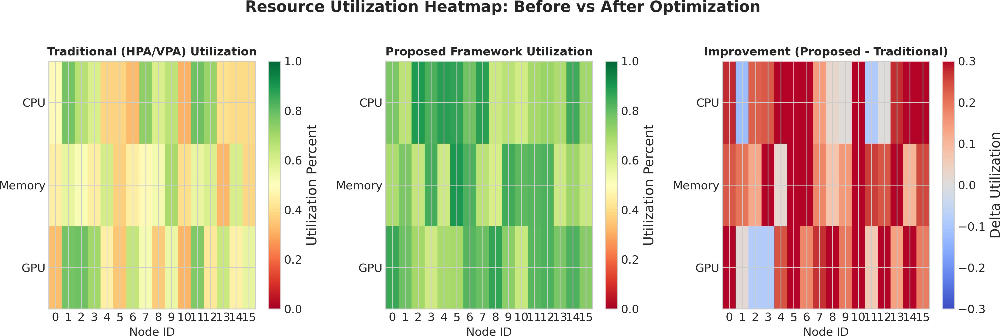 Resource Utilization Heatmap: Before vs After Optimization
Traditional (HPA/VPA) Utilization
CPU
Memory
GPU
0 1 2 3 4 5 6 7 8 9 10 11 12 13 14 15
Node ID
1.0
0.8
0.6
0.4
0.2
0.0
Utilization Percent
Proposed Framework Utilization
CPU
Memory
GPU
0 1 2 3 4 5 6 7 8 9 10 11 12 13 14 15
Node ID
1.0
0.8
0.6
0.4
0.2
0.0
Utilization Percent
Improvement (Proposed - Traditional)
CPU
Memory
GPU
0 1 2 3 4 5 6 7 8 9 10 11 12 13 14 15
Node ID
0.3
0.2
0.1
0.0
−0.1
−0.2
−0.3
Delta Utilization